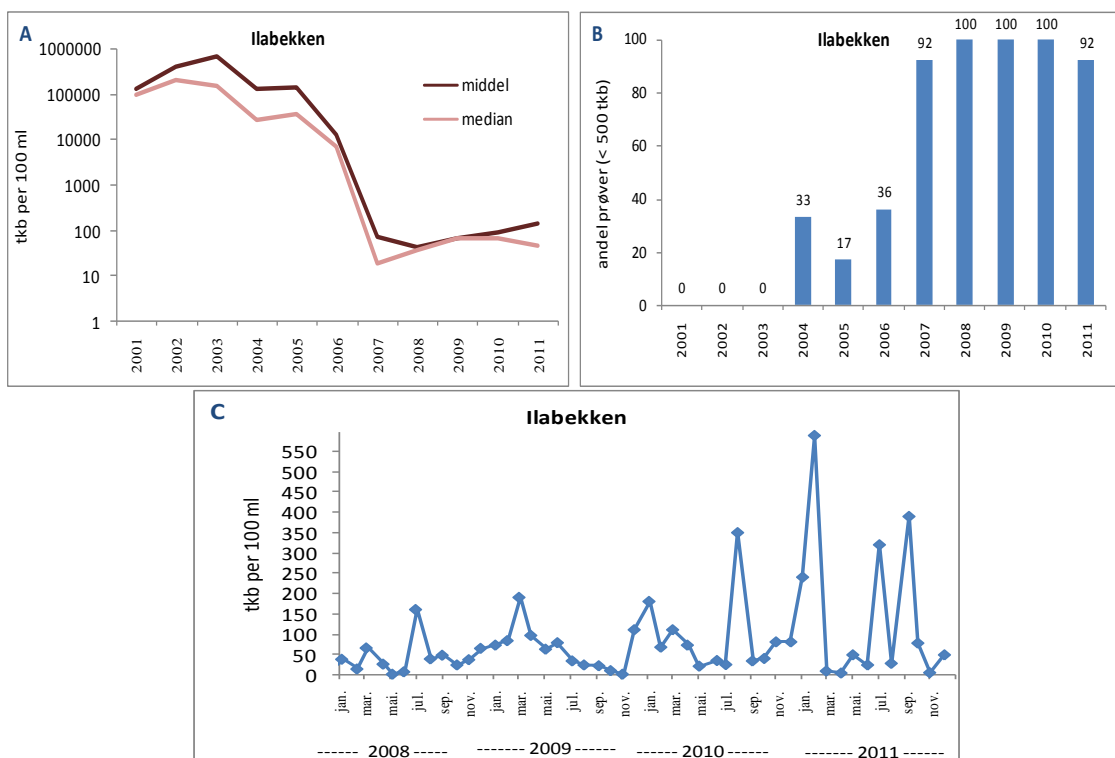 A
Ilabekken
tkb per 100 ml
1000000
100000
10000
1000
100
10
1
middel
median
2001 2002 2003 2004 2005 2006 2007 2008 2009 2010 2011
B
Ilabekken
andel prøver (< 500 tkb)
100
80
60
40
20
0
0 0 0 33 17 36 92 100 100 100 92
2001 2002 2003 2004 2005 2006 2007 2008 2009 2010 2011
C
Ilabekken
tkb per 100 ml
550
500
450
400
350
300
250
200
150
100
50
0
jan. mar. mai. jul. sep. nov. jan. mar. mai. jul. sep. nov. jan. mar. mai. jul. sep. nov. jan. mar. mai. jul. sep. nov.
------ 2008 ------- ------- 2009 ------- ------- 2010 ------- ------- 2011 -------